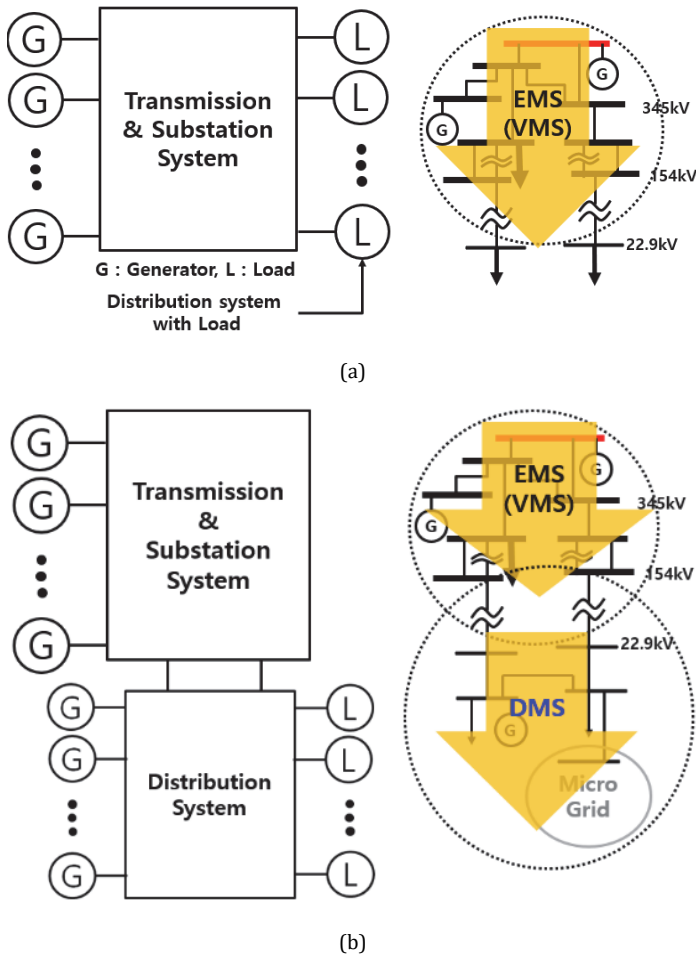 G
G
G
Transmission
& Substation
System
L
L
L
G : Generator, L : Load
Distribution system
with Load
EMS
(VMS)
G
G
345kV
154kV
22.9kV
(a)
G
G
G
Transmission
&
Substation
System
G
G
G
Distribution
System
L
L
L
EMS
(VMS)
G
G
345kV
154kV
22.9kV
DMS
G
Micro
Grid
(b)